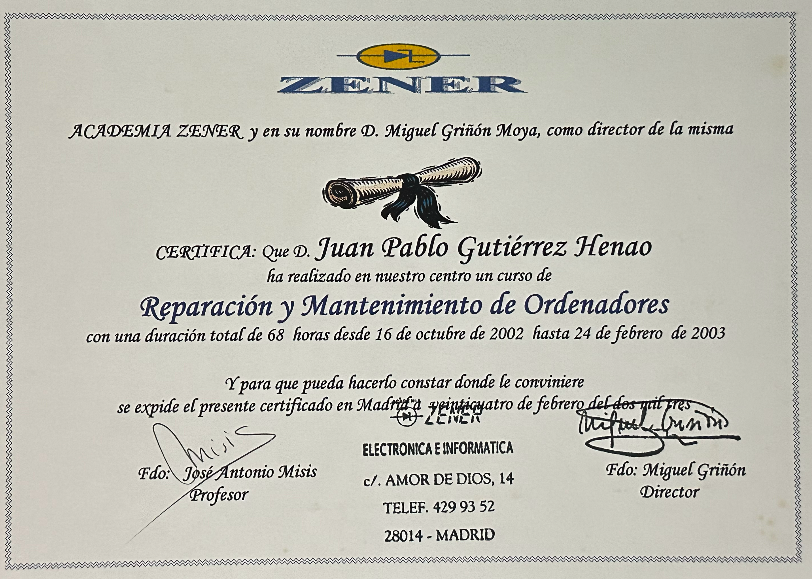 ZENER
ACADEMIA ZENER y en su nombre D. Miguel Griñón Moya, como director de la misma
CERTIFICA: Que D. Juan Pablo Gutiérrez Henao
ha realizado en nuestro centro un curso de
Reparación y Mantenimiento de Ordenadores
con una duración total de 68 horas desde 16 de octubre de 2002 hasta 24 de febrero de 2003
Y para que pueda hacerlo constar donde le conviniere
se expide el presente certificado en Madrid a veinticuatro de febrero del dos mil tres
ZENER
Misis
Miguel Griñón
Fdo: José Antonio Misis
Profesor
ELECTRONICA E INFORMATICA
c/. AMOR DE DIOS, 14
TELEF. 429 93 52
28014 - MADRID
Fdo: Miguel Griñón
Director